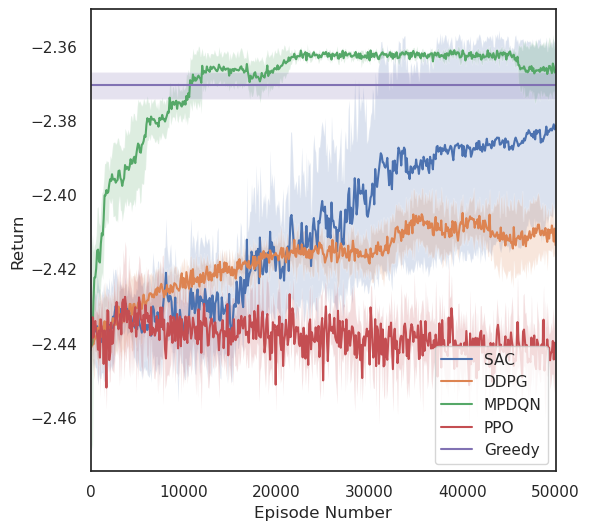 −2.36
−2.38
−2.40
−2.42
−2.44
−2.46
Return
0
10000
20000
30000
40000
50000
Episode Number
SAC
DDPG
MPDQN
PPO
Greedy